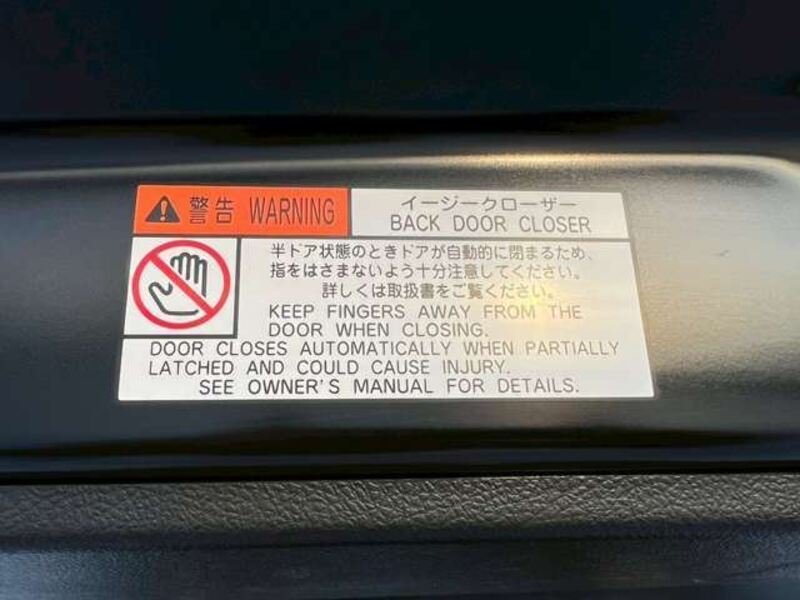 警告 WARNING
イージークローザー
BACK DOOR CLOSER
半ドア状態のときドアが自動的に閉まるため、
指をはさまないよう十分注意してください。
詳しくは取扱書をご覧ください。
KEEP FINGERS AWAY FROM THE
DOOR WHEN CLOSING.
DOOR CLOSES AUTOMATICALLY WHEN PARTIALLY
LATCHED AND COULD CAUSE INJURY.
SEE OWNER'S MANUAL FOR DETAILS.